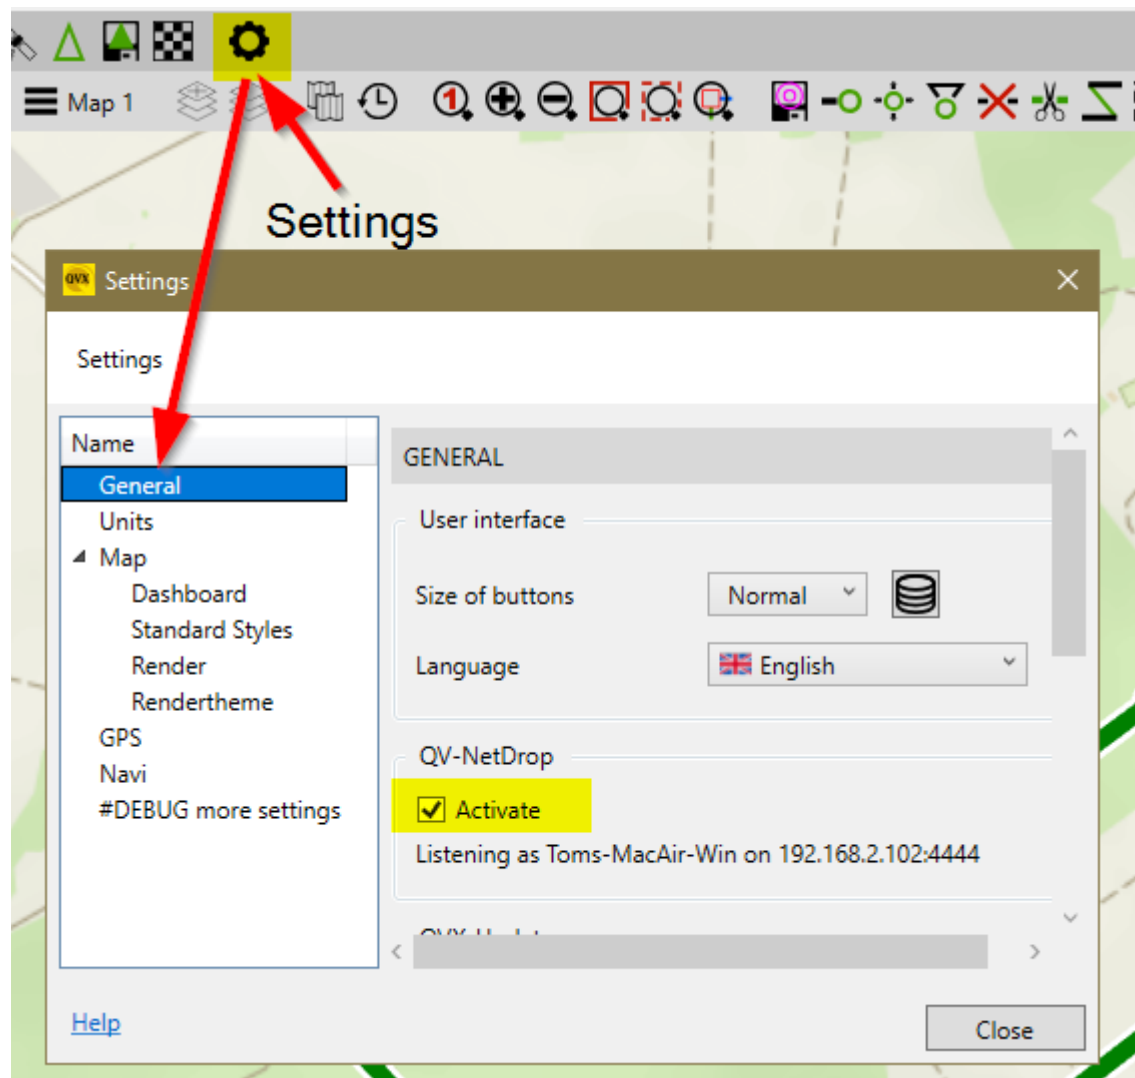 Map 1
1
Settings
QVX Settings
Settings
Name
General
Units
Map
Dashboard
Standard Styles
Render
Rendertheme
GPS
Navi
#DEBUG more settings
GENERAL
User interface
Size of buttons Normal
Language English
QV-NetDrop
Activate
Listening as Toms-MacAir-Win on 192.168.2.102:4444
Help
Close